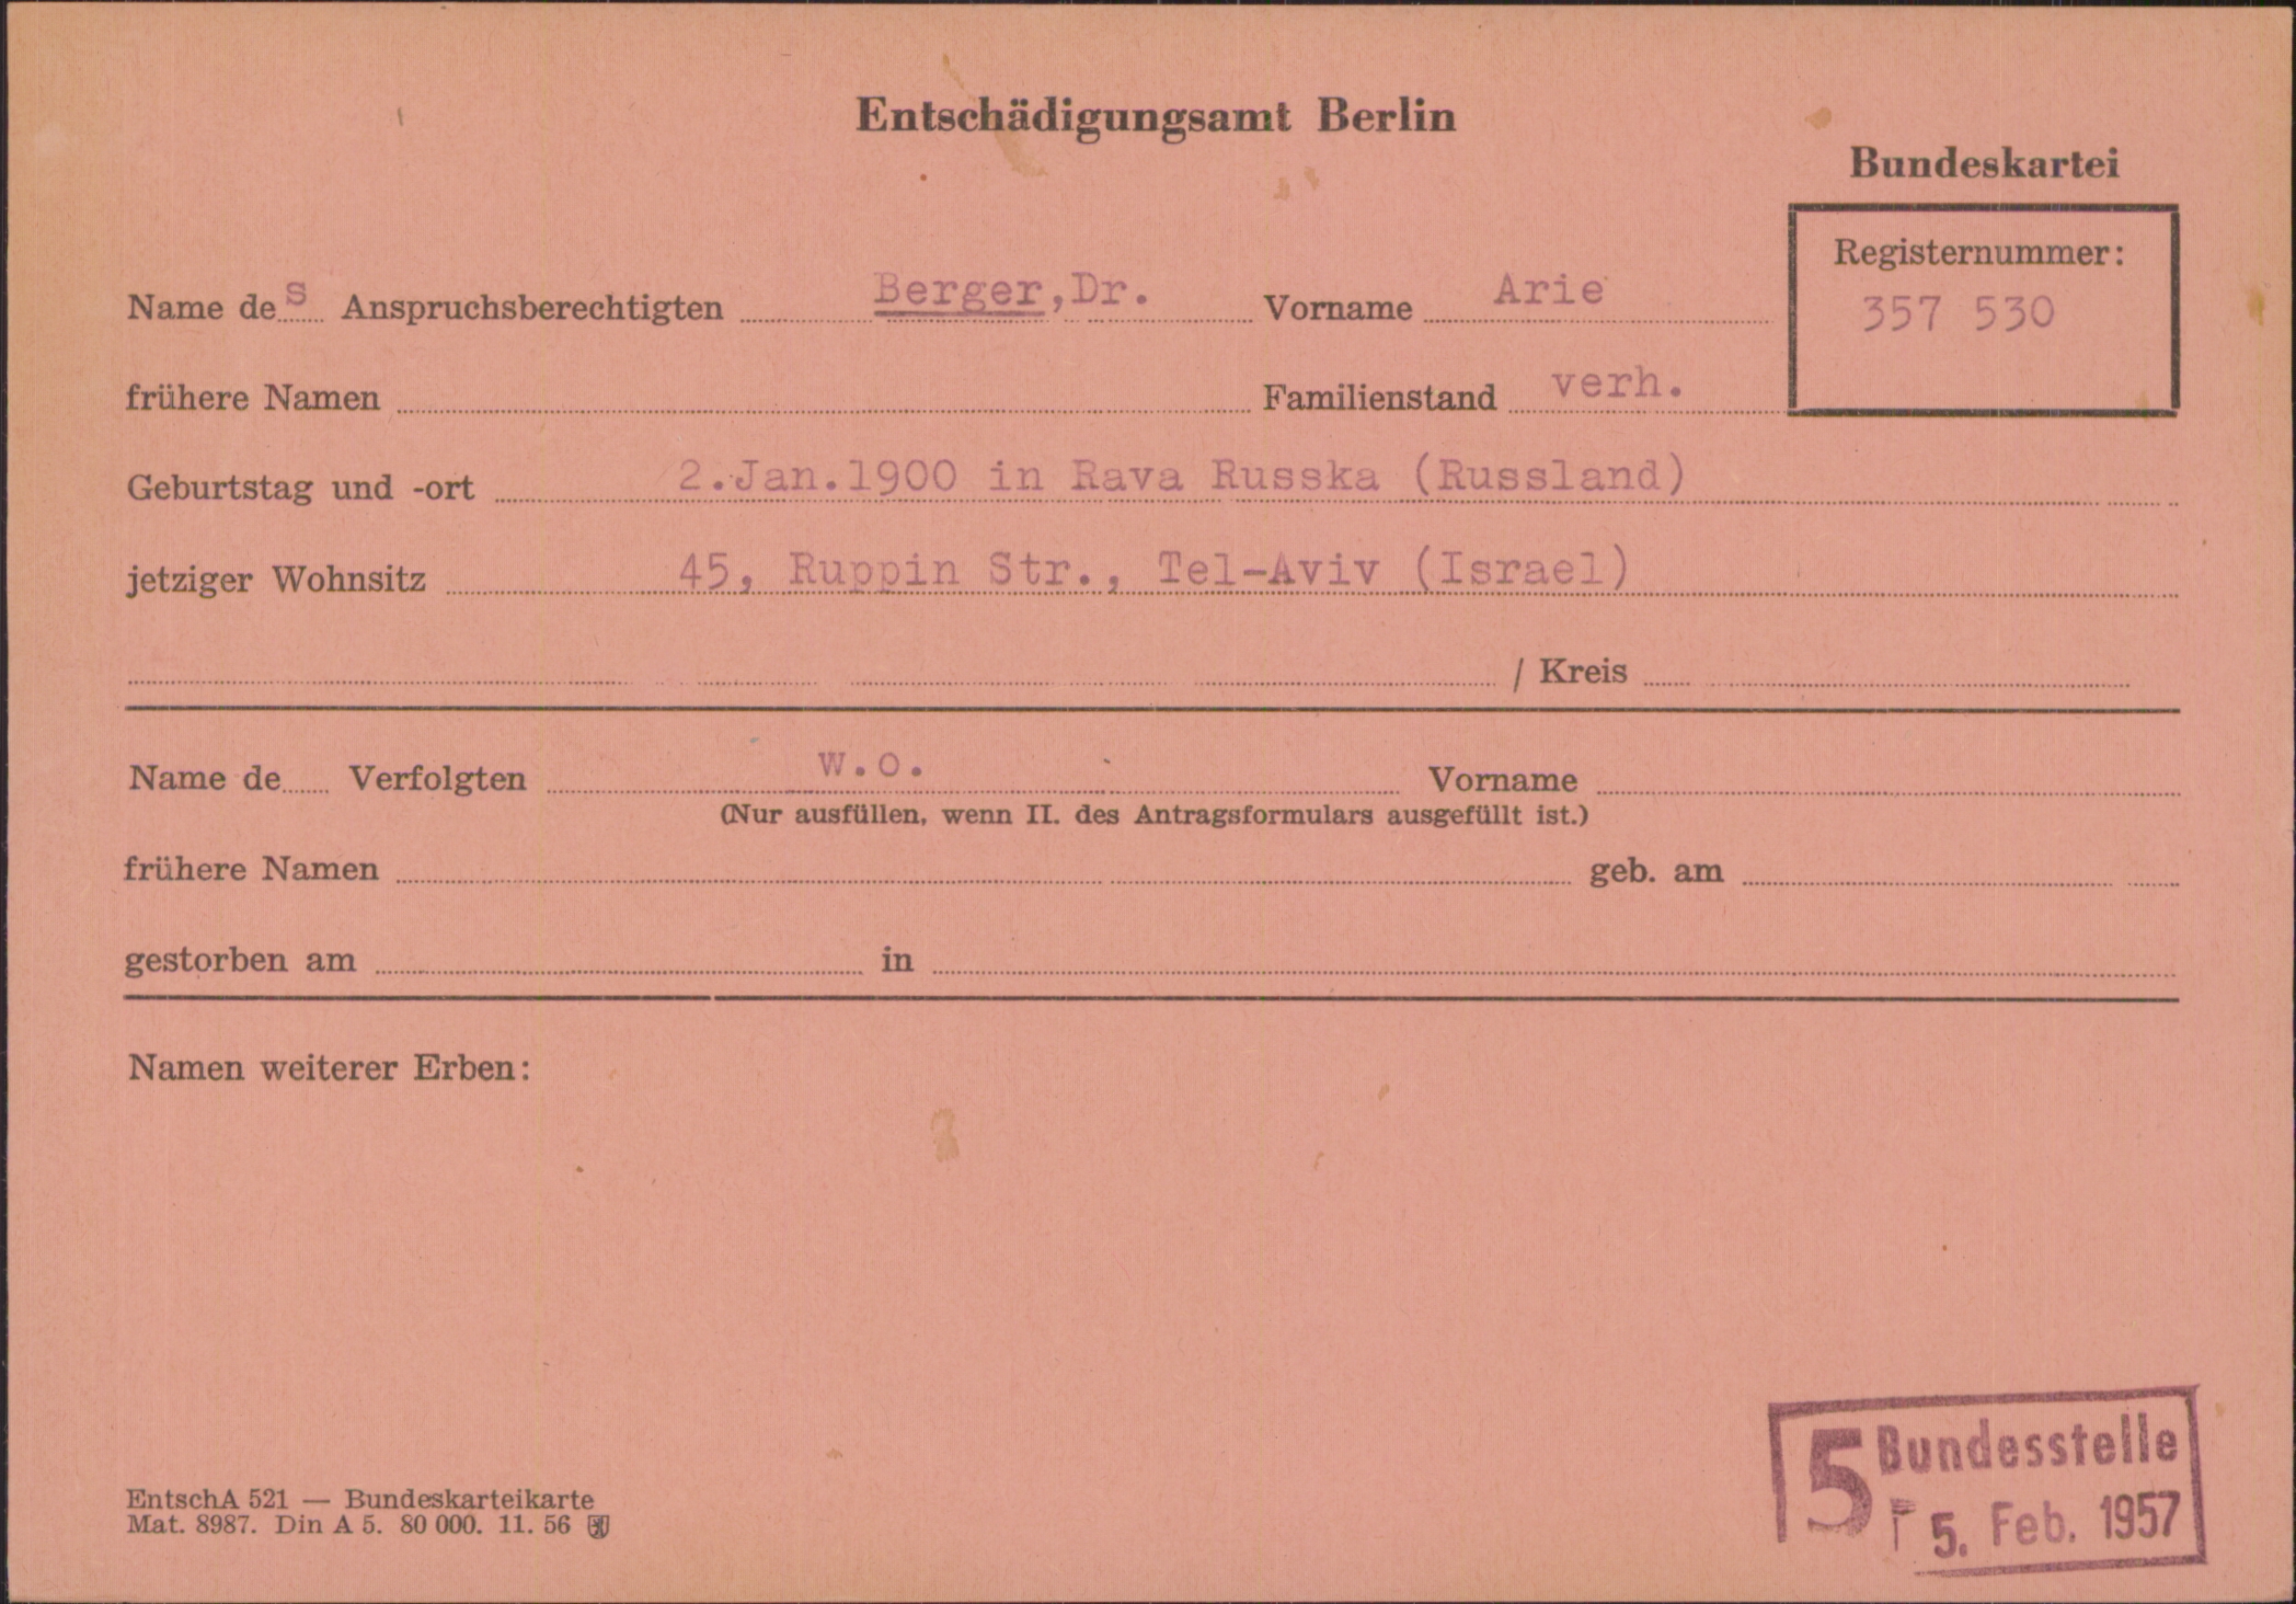 Entschädigungsamt Berlin
Bundeskartei
Registernummer:
357 530
Name des Anspruchsberechtigten Berger, Dr. Vorname Arie
frühere Namen Familienstand verh.
Geburtstag und -ort 2.Jan.1900 in Rava Russka (Russland)
jetziger Wohnsitz 45, Ruppin Str., Tel-Aviv (Israel)
/ Kreis
Name de Verfolgten w.o. Vorname
(Nur ausfüllen, wenn II. des Antragsformulars ausgefüllt ist.)
frühere Namen geb. am
gestorben am in
Namen weiterer Erben:
5 Bundesstelle
5. Feb. 1957
EntschA 521 — Bundeskarteikarte
Mat. 8987. Din A 5. 80 000. 11. 56